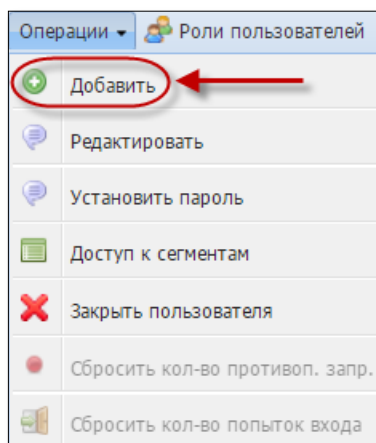 Операции Роли пользователей
Добавить
Редактировать
Установить пароль
Доступ к сегментам
Закрыть пользователя
Сбросить кол-во противоп. запр.
Сбросить кол-во попыток входа